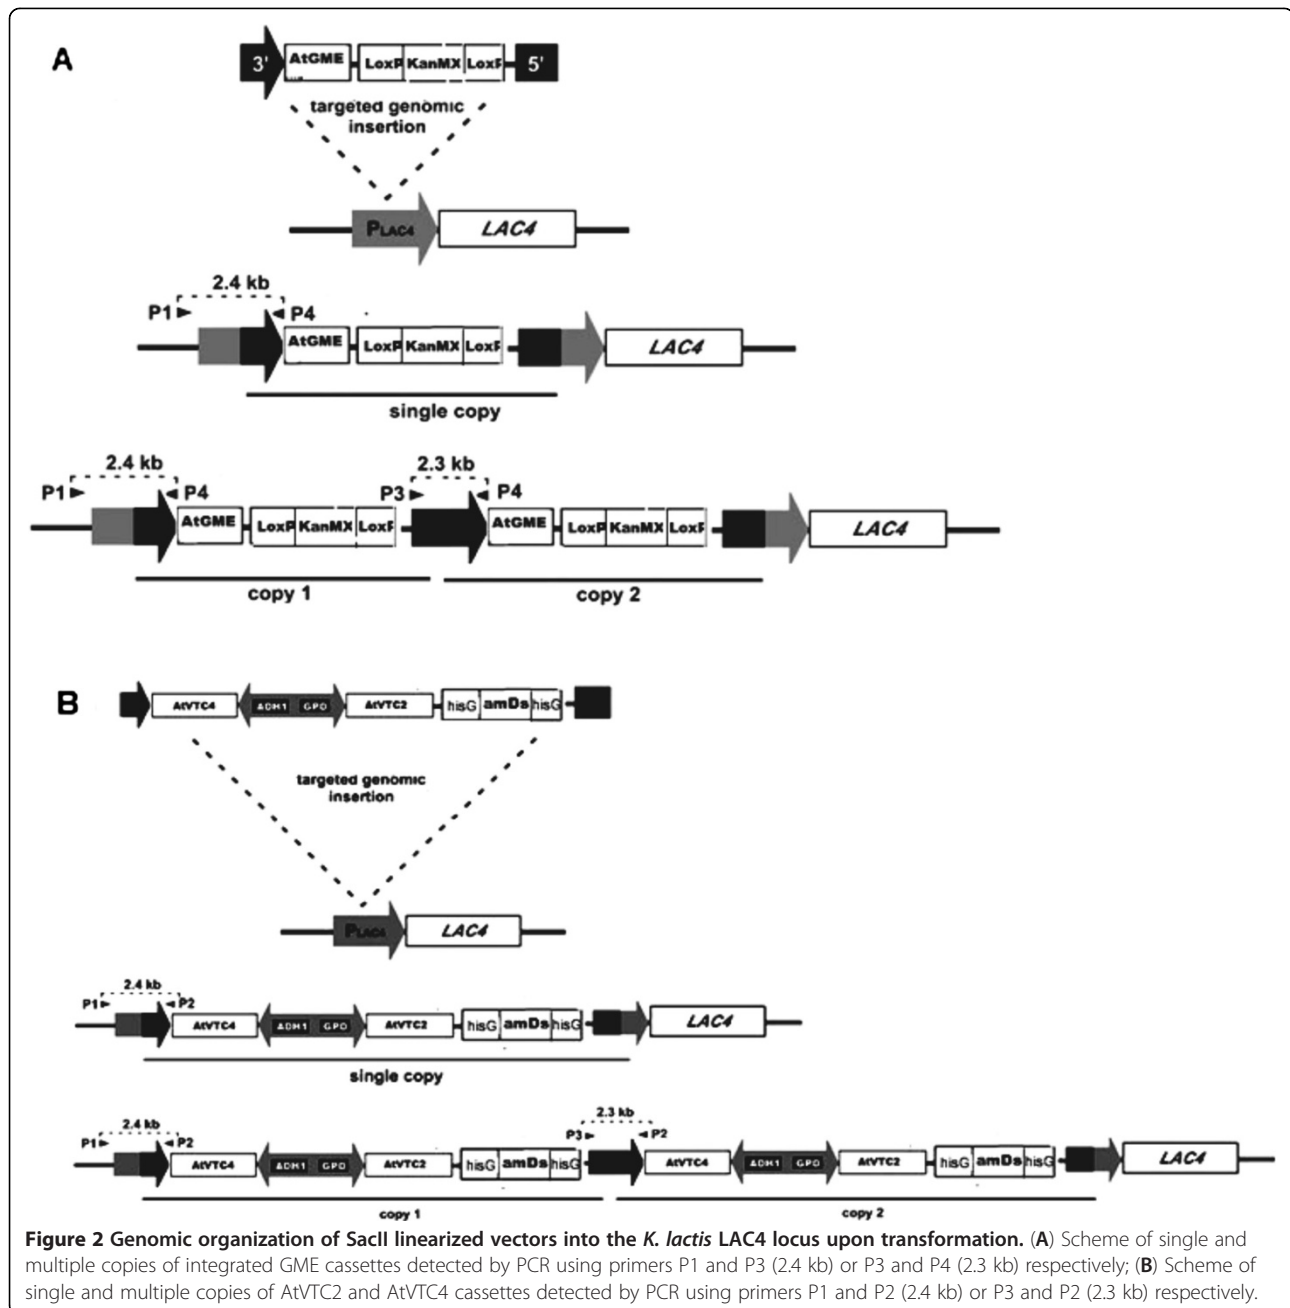 A
3' AtGME LoxP KanMX LoxP 5'
targeted genomic
insertion
PLAC4 LAC4
2.4 kb
P1 P4
AtGME LoxP KanMX LoxP LAC4
single copy
2.4 kb 2.3 kb
P1 P4 P3 P4
AtGME LoxP KanMX LoxP AtGME LoxP KanMX LoxP LAC4
copy 1 copy 2
B
AtVTC4 ADH1 GPD AtVTC2 hisG amDs hisG
targeted genomic
insertion
PLAC4 LAC4
2.4 kb
P1 P2
AtVTC4 ADH1 GPD AtVTC2 hisG amDs hisG LAC4
single copy
2.4 kb 2.3 kb
P1 P2 P3 P2
AtVTC4 ADH1 GPD AtVTC2 hisG amDs hisG AtVTC4 ADH1 GPD AtVTC2 hisG amDs hisG LAC4
copy 1 copy 2
Figure 2 Genomic organization of SacII linearized vectors into the K. lactis LAC4 locus upon transformation. (A) Scheme of single and
multiple copies of integrated GME cassettes detected by PCR using primers P1 and P3 (2.4 kb) or P3 and P4 (2.3 kb) respectively; (B) Scheme of
single and multiple copies of AtVTC2 and AtVTC4 cassettes detected by PCR using primers P1 and P2 (2.4 kb) or P3 and P2 (2.3 kb) respectively.